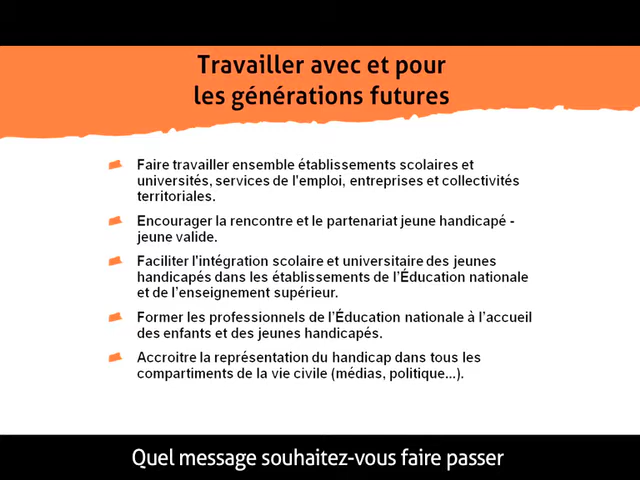 Travailler avec et pour
les générations futures
Faire travailler ensemble établissements scolaires et
universités, services de l'emploi, entreprises et collectivités
territoriales.
Encourager la rencontre et le partenariat jeune handicapé -
jeune valide.
Faciliter l'intégration scolaire et universitaire des jeunes
handicapés dans les établissements de l’Éducation nationale
et de l’enseignement supérieur.
Former les professionnels de l’Éducation nationale à l’accueil
des enfants et des jeunes handicapés.
Accroitre la représentation du handicap dans tous les
compartiments de la vie civile (médias, politique...).
Quel message souhaitez-vous faire passer